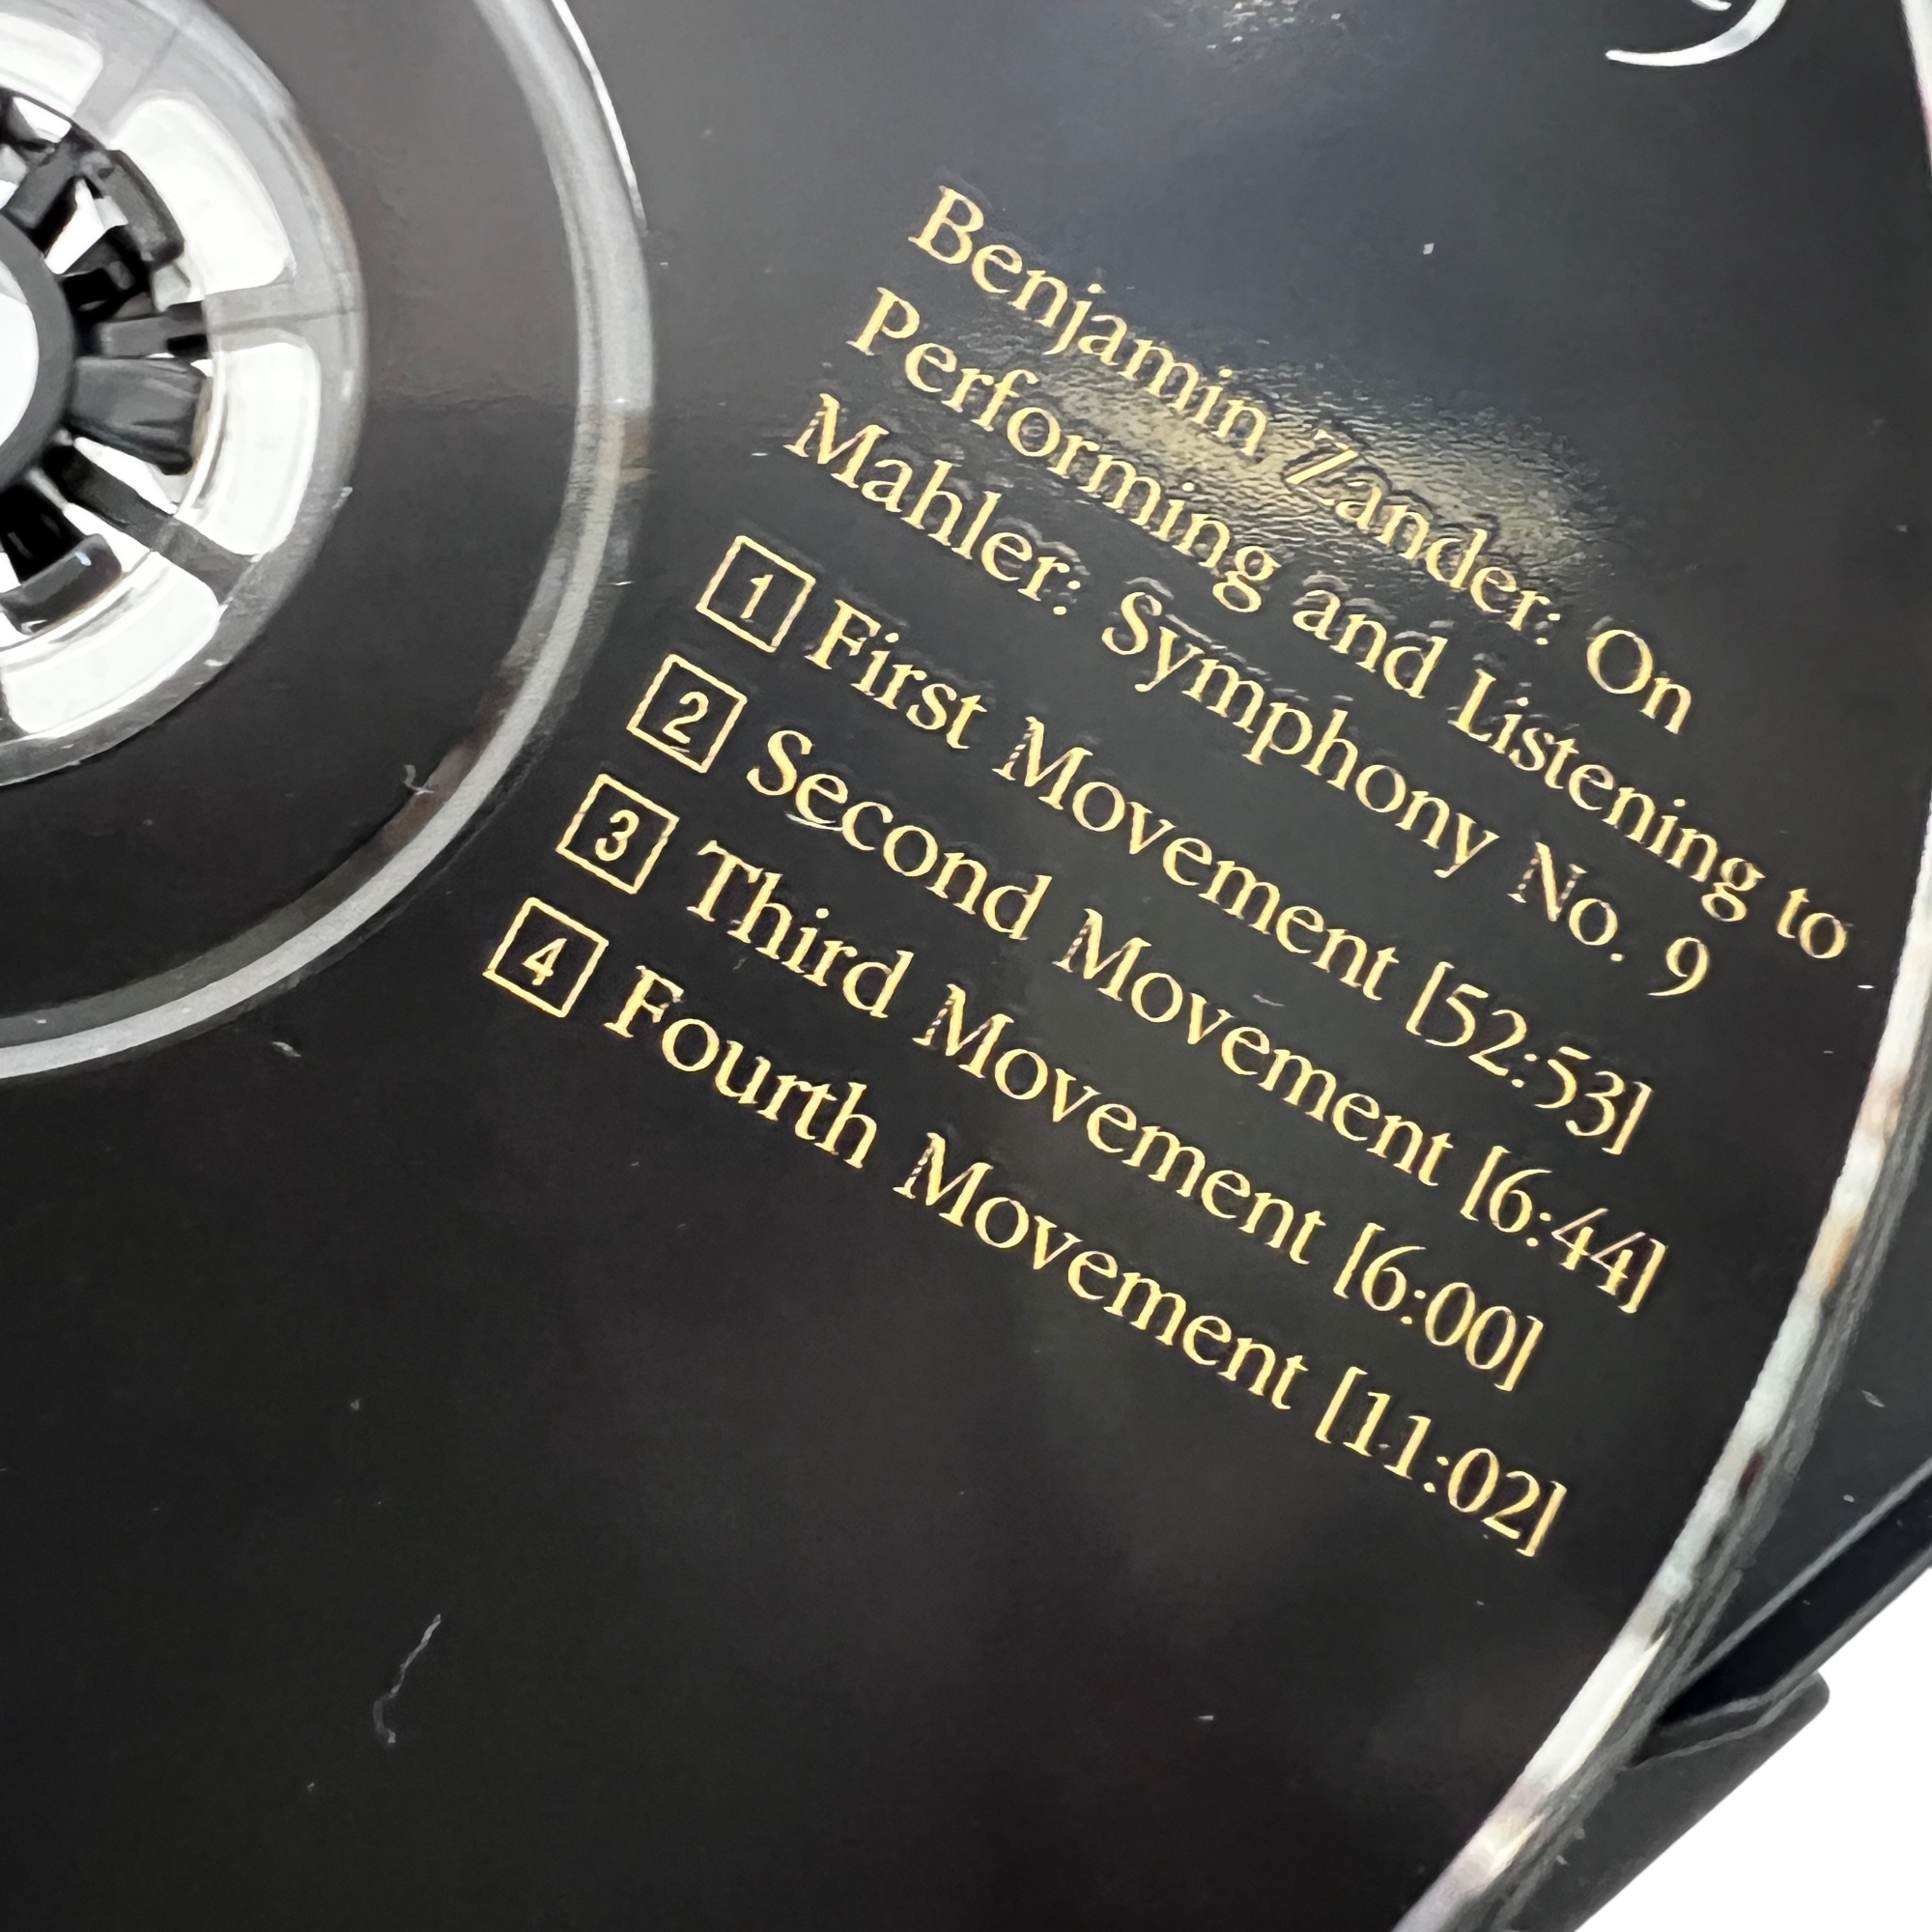 Benjamin Zander: On
Performing and Listening to
Mahler: Symphony No. 9
1 First Movement [52:53]
2 Second Movement [6:44]
3 Third Movement [6:00]
4 Fourth Movement [11:02]